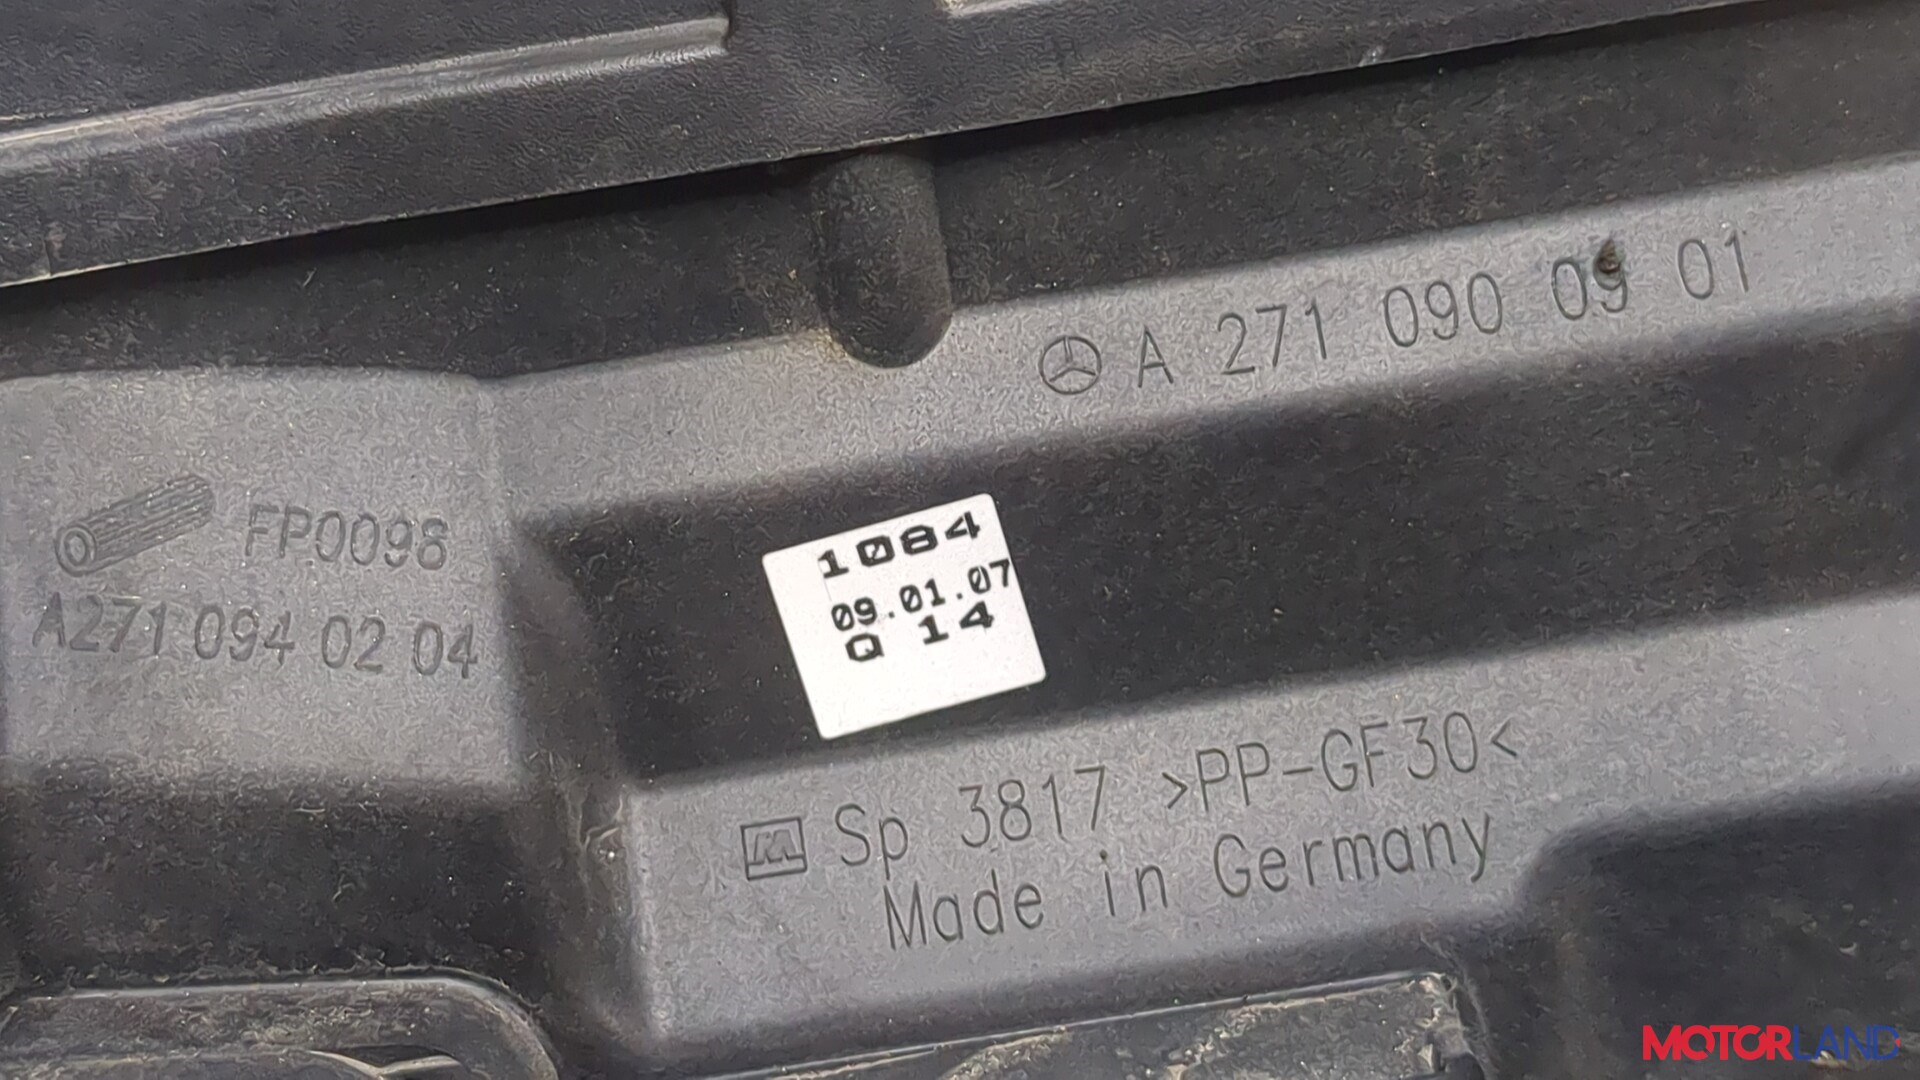 A 271 090 09 01
FP0098
A271 094 02 04
1084
09.01.07
Q 14
Sp 3817 >PP-GF30<
Made in Germany
MOTORLAND